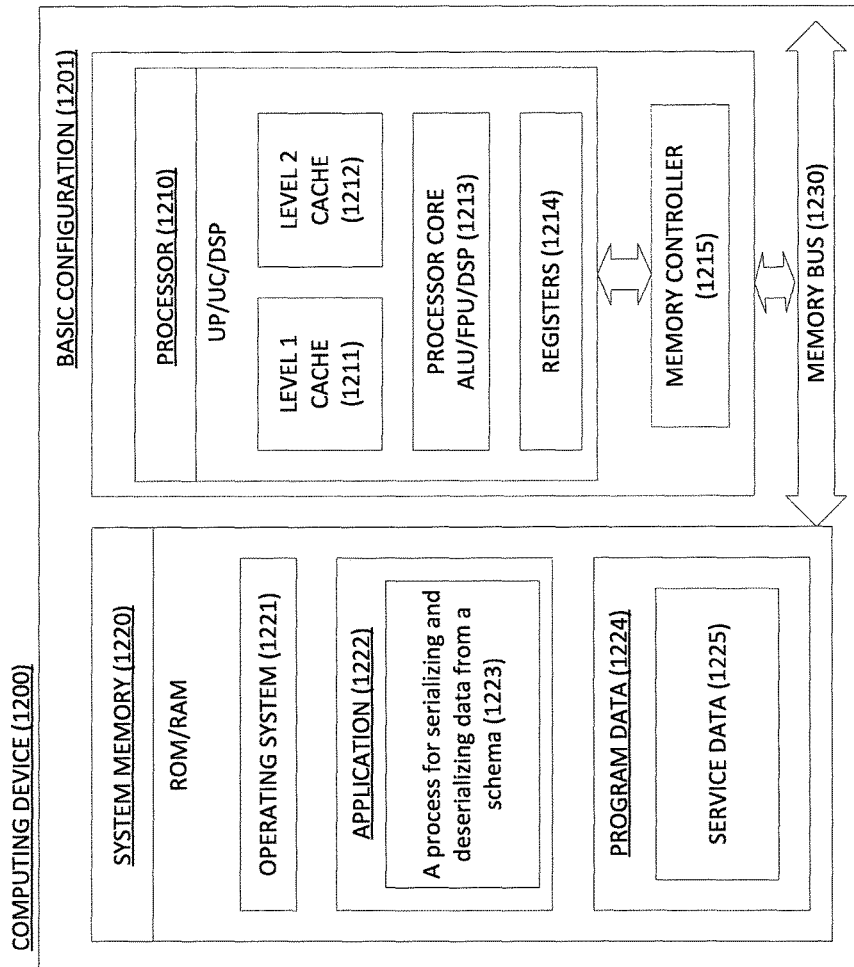 COMPUTING DEVICE (1200)
SYSTEM MEMORY (1220)
ROM/RAM
OPERATING SYSTEM (1221)
APPLICATION (1222)
A process for serializing and
deserializing data from a
schema (1223)
PROGRAM DATA (1224)
SERVICE DATA (1225)
BASIC CONFIGURATION (1201)
PROCESSOR (1210)
UP/UC/DSP
LEVEL 1
CACHE
(1211)
LEVEL 2
CACHE
(1212)
PROCESSOR CORE
ALU/FPU/DSP (1213)
REGISTERS (1214)
MEMORY CONTROLLER
(1215)
MEMORY BUS (1230)